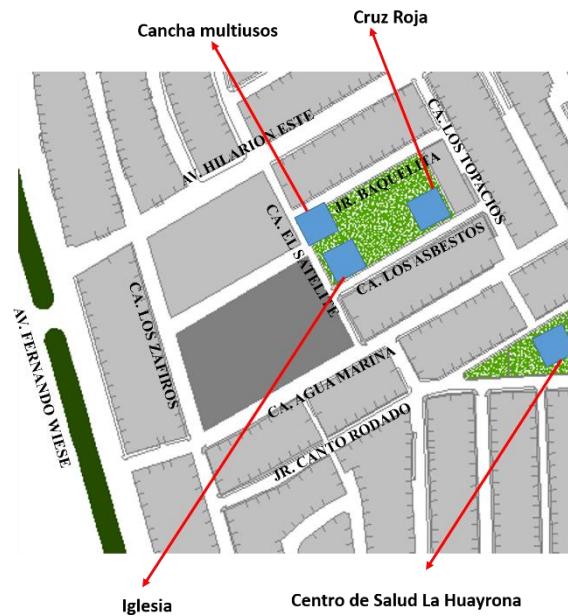 Cruz Roja
Cancha multiusos
AV. HILARION ESTE
CA. LOS TOPACIOS
JR. BAQUELITA
CA. EL SATELITE
CA. LOS ASBESTOS
CA. LOS ZAFIROS
AV. FERNANDO WIESE
CA. AGUA MARINA
JR. CANTO RODADO
Iglesia
Centro de Salud La Huayrona